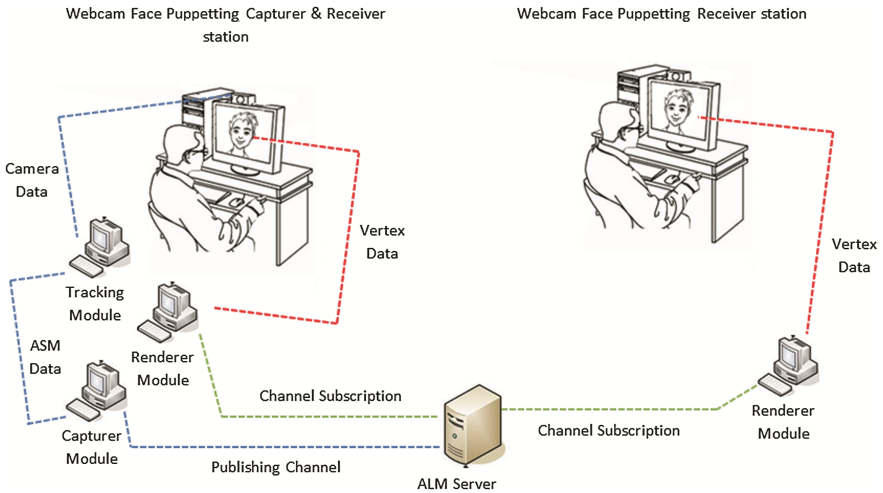 Webcam Face Puppetting Capturer & Receiver
station
Webcam Face Puppetting Receiver station
Camera
Data
Vertex
Data
Vertex
Data
Tracking
Module
ASM
Data
Renderer
Module
Capturer
Module
Channel Subscription
Publishing Channel
ALM Server
Channel Subscription
Renderer
Module